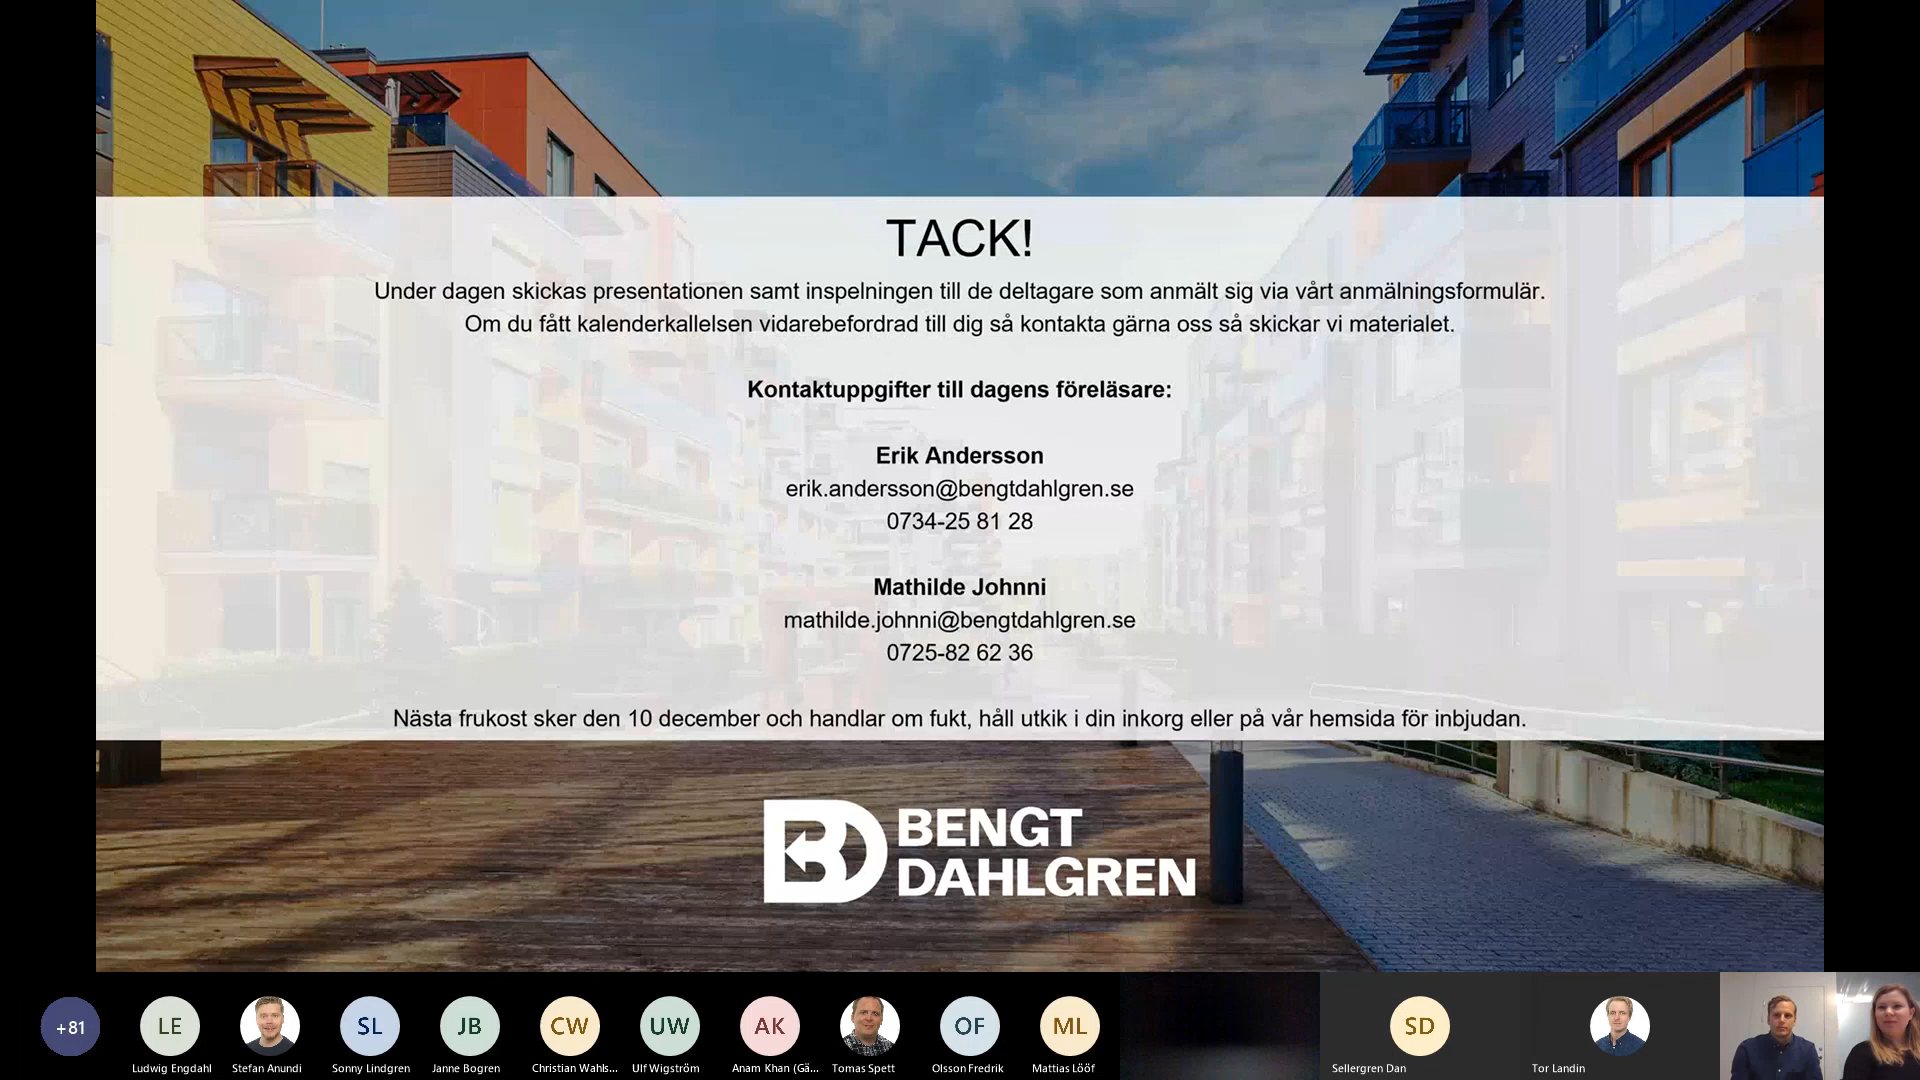 TACK!
Under dagen skickas presentationen samt inspelningen till de deltagare som anmält sig via vårt anmälningsformulär.
Om du fått kalenderkallelsen vidarebefordrad till dig så kontakta gärna oss så skickar vi materialet.
Kontaktuppgifter till dagens föreläsare:
Erik Andersson
erik.andersson@bengtdahlgren.se
0734-25 81 28
Mathilde Johnni
mathilde.johnni@bengtdahlgren.se
0725-82 62 36
Nästa frukost sker den 10 december och handlar om fukt, håll utkik i din inkorg eller på vår hemsida för inbjudan.
BD BENGT
DAHLGREN
+81 LE SL JB CW UW AK OF ML SD
Ludwig Engdahl Stefan Anundi Sonny Lindgren Janne Bogren Christian Wahls... Ulf Wigström Anam Khan (Gä... Tomas Spett Olsson Fredrik Mattias Lööf Sellergren Dan Tor Landin